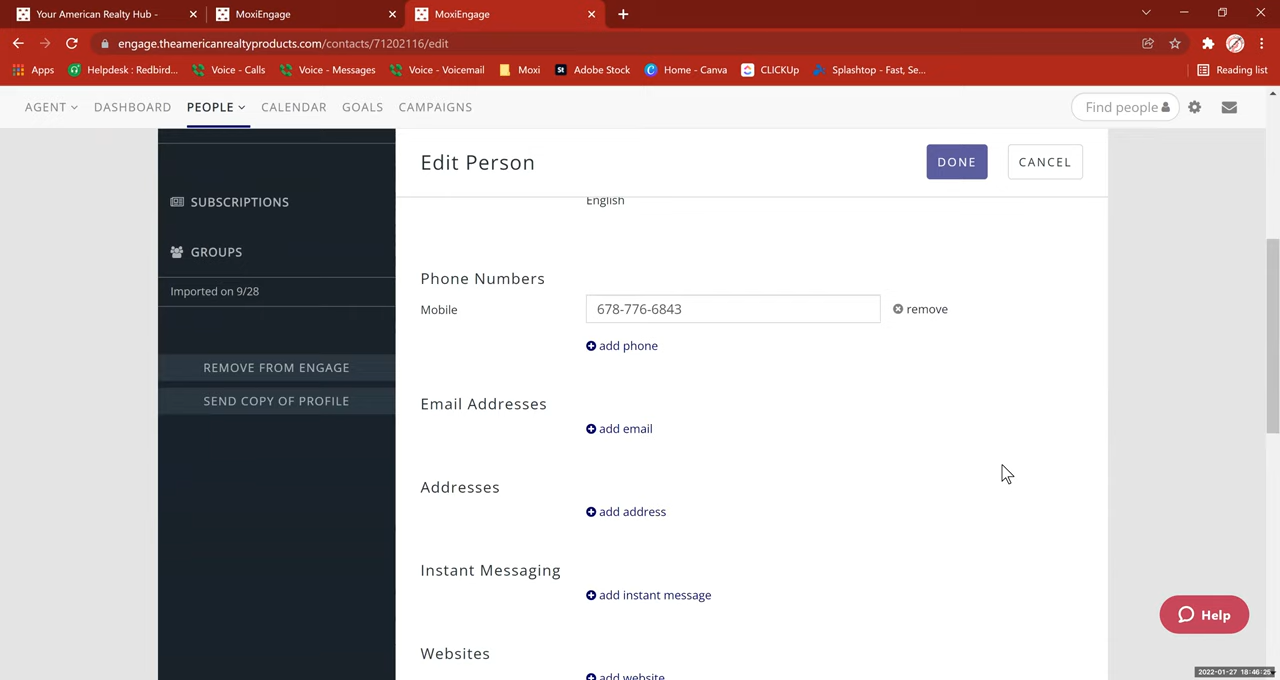 Your American Realty Hub -
MoxiEngage
MoxiEngage
engage.theamericanrealtyproducts.com/contacts/71202116/edit
Apps
Helpdesk : Redbird...
Voice - Calls
Voice - Messages
Voice - Voicemail
Moxi
St
Adobe Stock
C
Home - Canva
CLICKUp
Splashtop - Fast, Se...
Reading list
AGENT
DASHBOARD
PEOPLE
CALENDAR
GOALS
CAMPAIGNS
Find people
SUBSCRIPTIONS
GROUPS
Imported on 9/28
REMOVE FROM ENGAGE
SEND COPY OF PROFILE
Edit Person
DONE
CANCEL
English
Phone Numbers
Mobile
678-776-6843
remove
add phone
Email Addresses
add email
Addresses
add address
Instant Messaging
add instant message
Websites
add website
Help
2022-01-27 18:46:25